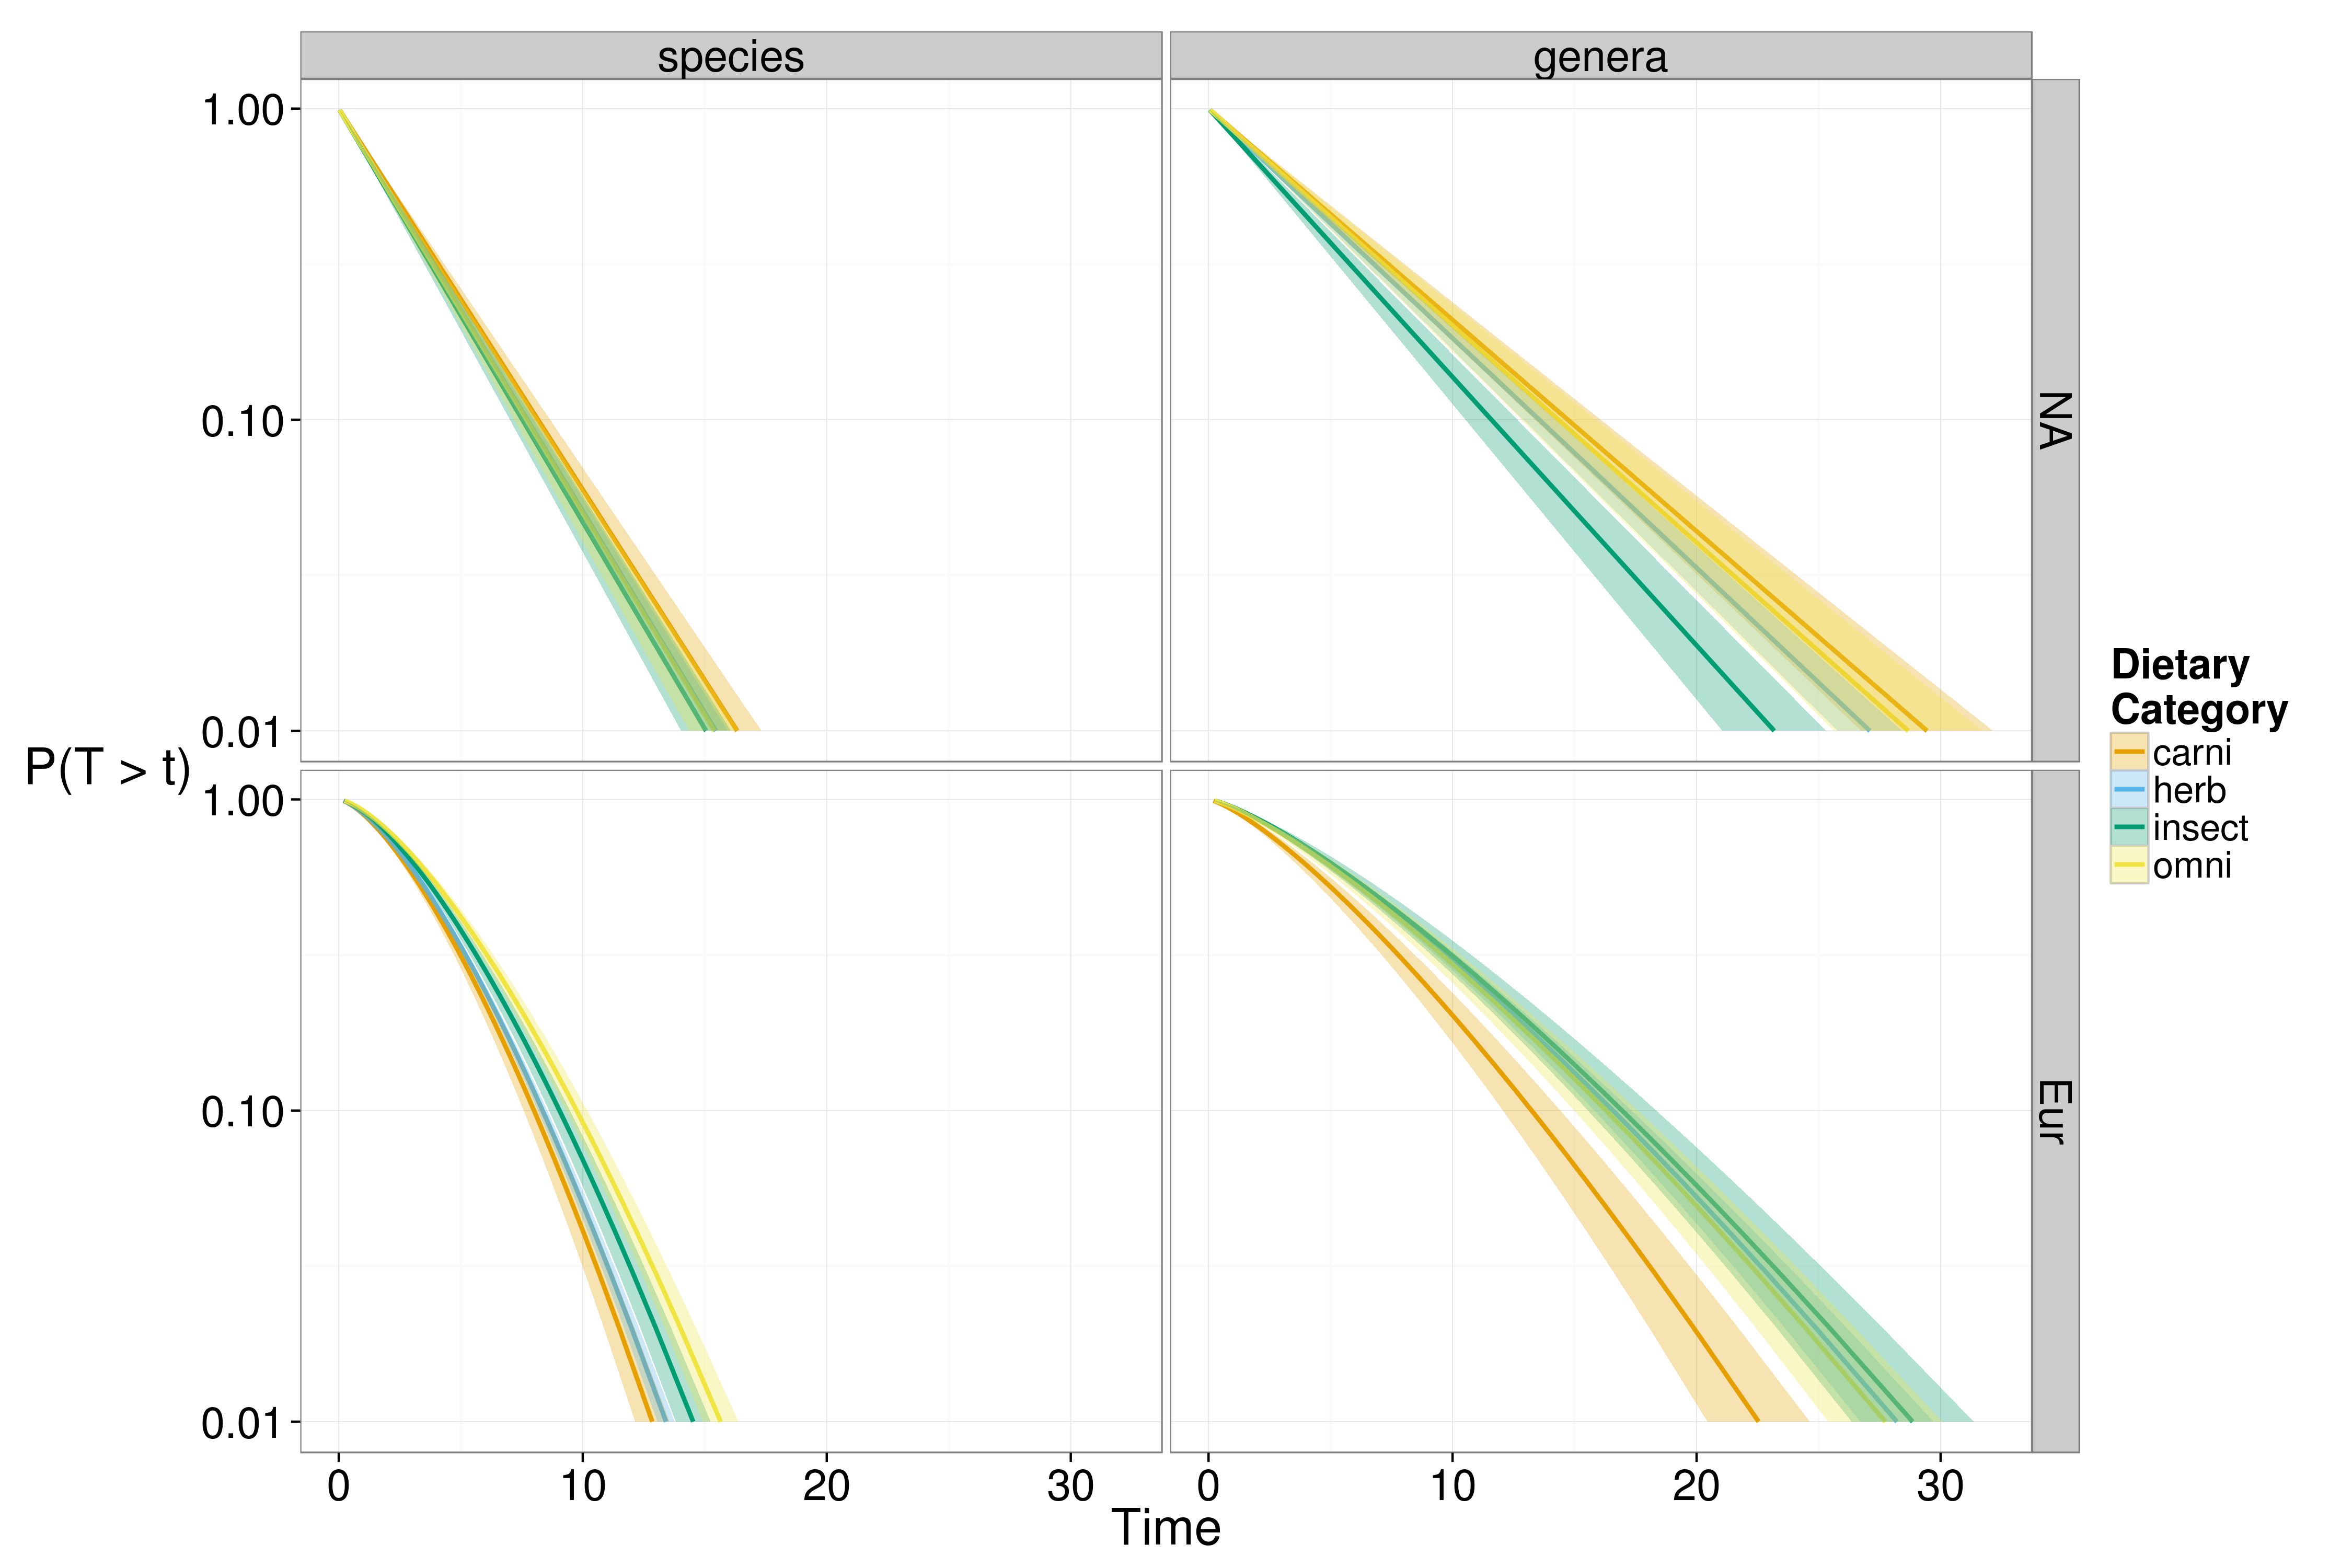 species
genera
1.00
0.10
0.01
NA
P(T > t)
1.00
0.10
0.01
Eur
0 10 20 30
0 10 20 30
Time
Dietary
Category
carni
herb
insect
omni